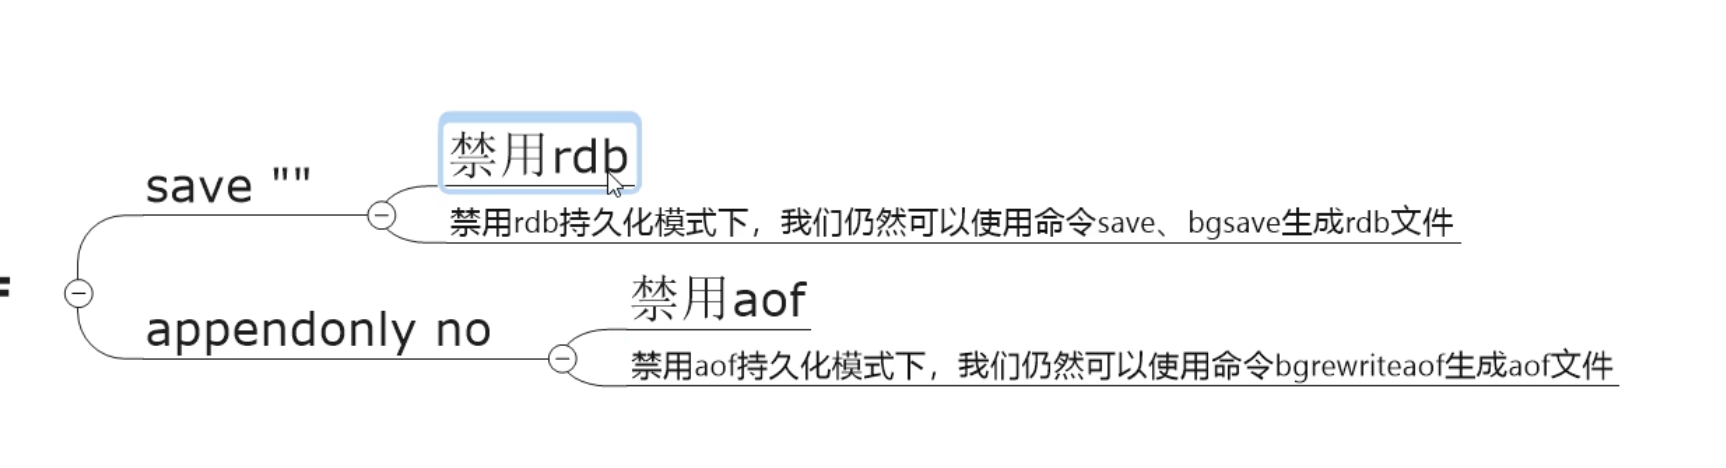 save ""
禁用rdb
禁用rdb持久化模式下，我们仍然可以使用命令save、bgsave生成rdb文件
appendonly no
禁用aof
禁用aof持久化模式下，我们仍然可以使用命令bgrewriteaof生成aof文件